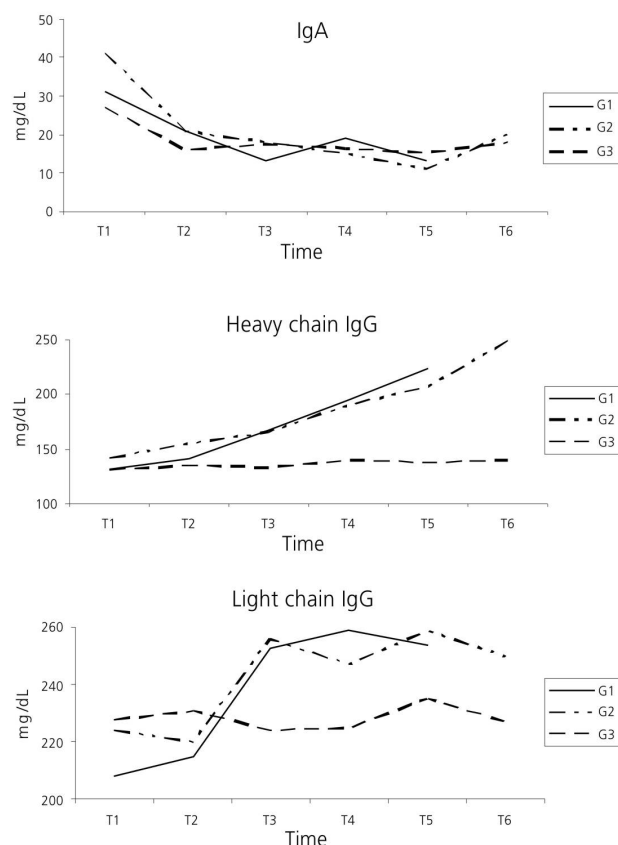 IgA
50
40
30
20
10
0
mg/dL
T1 T2 T3 T4 T5 T6
Time
G1
G2
G3
Heavy chain IgG
250
200
150
100
mg/dL
T1 T2 T3 T4 T5 T6
Time
G1
G2
G3
Light chain IgG
260
240
220
200
mg/dL
T1 T2 T3 T4 T5 T6
Time
G1
G2
G3